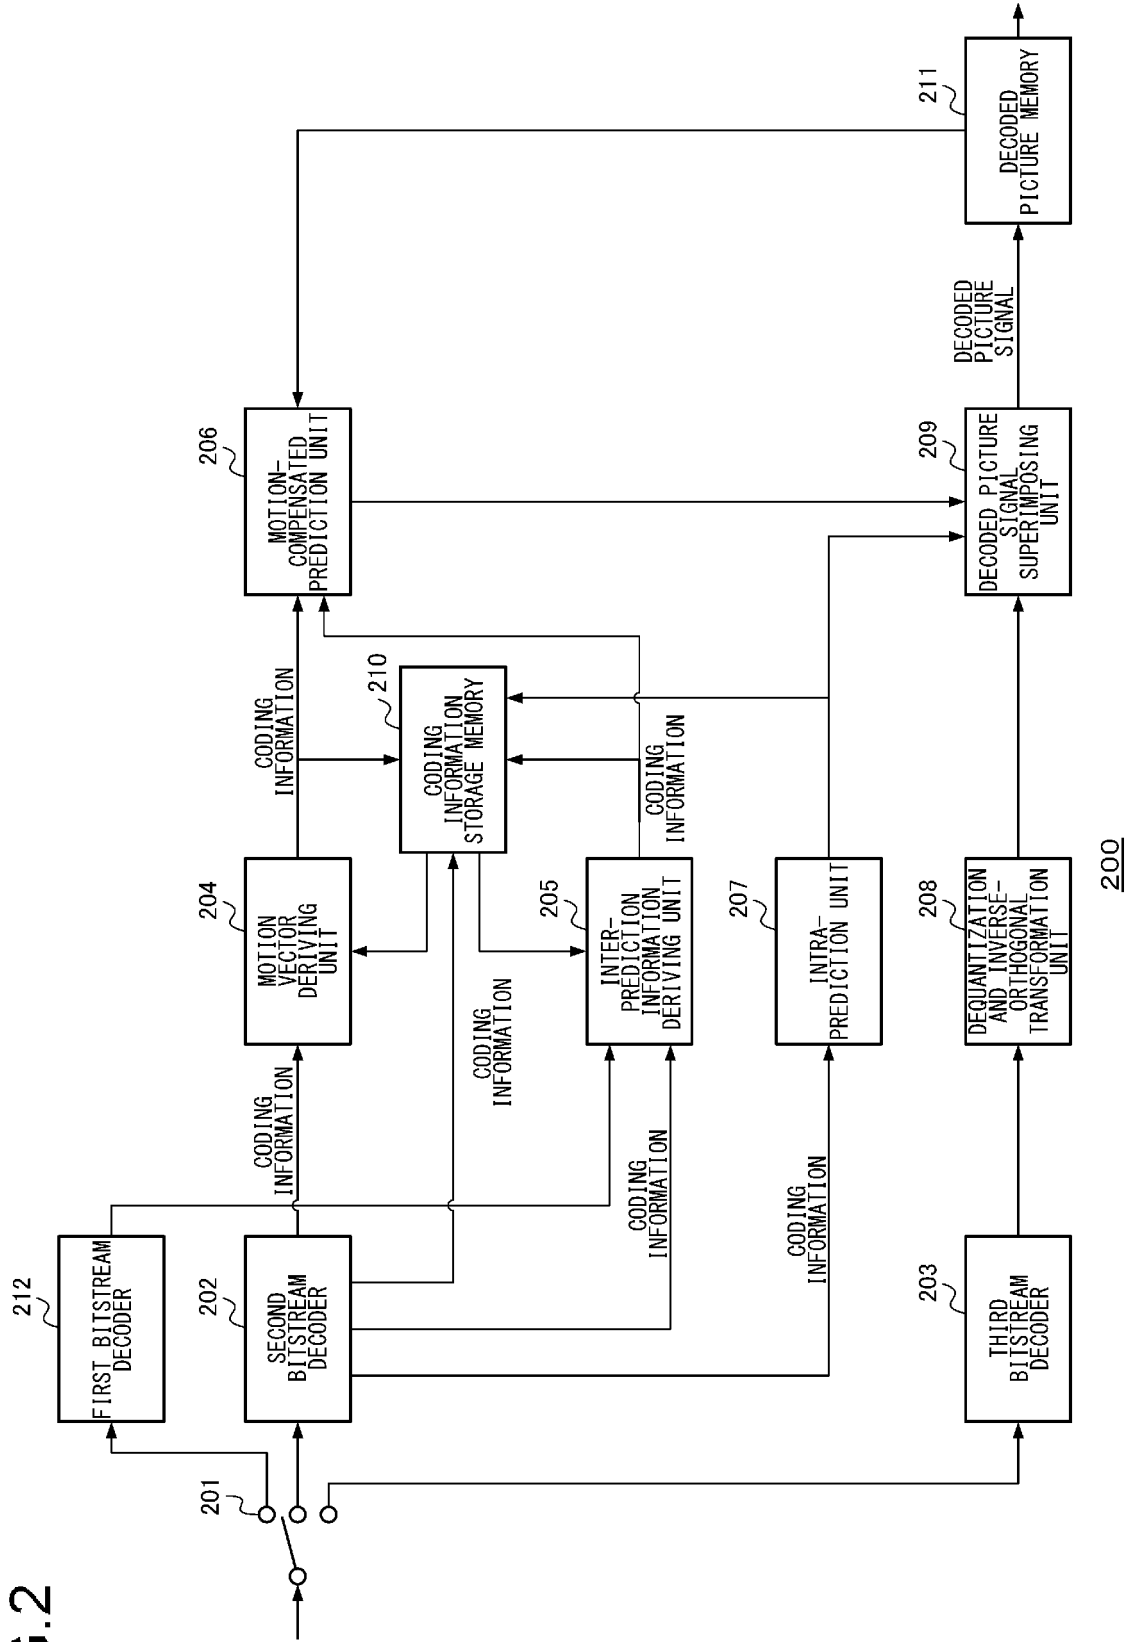 G.2
212
FIRST BITSTREAM
DECODER
201
202
SECOND
BITSTREAM
DECODER
CODING
INFORMATION
204
MOTION
VECTOR
DERIVING
UNIT
CODING
INFORMATION
206
MOTION-
COMPENSATED
PREDICTION UNIT
210
CODING
INFORMATION
STORAGE MEMORY
CODING
INFORMATION
205
INTER-
PREDICTION
INFORMATION
DERIVING UNIT
CODING
INFORMATION
CODING
INFORMATION
CODING
INFORMATION
207
INTRA-
PREDICTION UNIT
203
THIRD
BITSTREAM
DECODER
208
DEQUANTIZATION
AND INIVERSE-
ORTHOGONAL
TRANSFORMATION
UNIT
209
DECODED PICTURE
SIGNAL
SUPERIMPOSING
UNIT
DECODED
PICTURE
SIGNAL
211
DECODED
PICTURE MEMORY
200